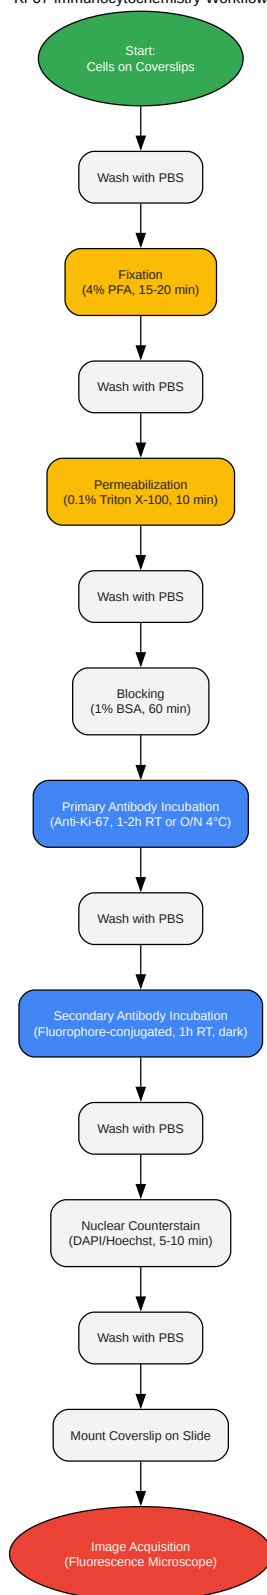 Ki-67 Immunocytochemistry Workflow
Start:
Cells on Coverslips
Wash with PBS
Fixation
(4% PFA, 15-20 min)
Wash with PBS
Permeabilization
(0.1% Triton X-100, 10 min)
Wash with PBS
Blocking
(1% BSA, 60 min)
Primary Antibody Incubation
(Anti-Ki-67, 1-2h RT or O/N 4°C)
Wash with PBS
Secondary Antibody Incubation
(Fluorophore-conjugated, 1h RT, dark)
Wash with PBS
Nuclear Counterstain
(DAPI/Hoechst, 5-10 min)
Wash with PBS
Mount Coverslip on Slide
Image Acquisition
(Fluorescence Microscope)